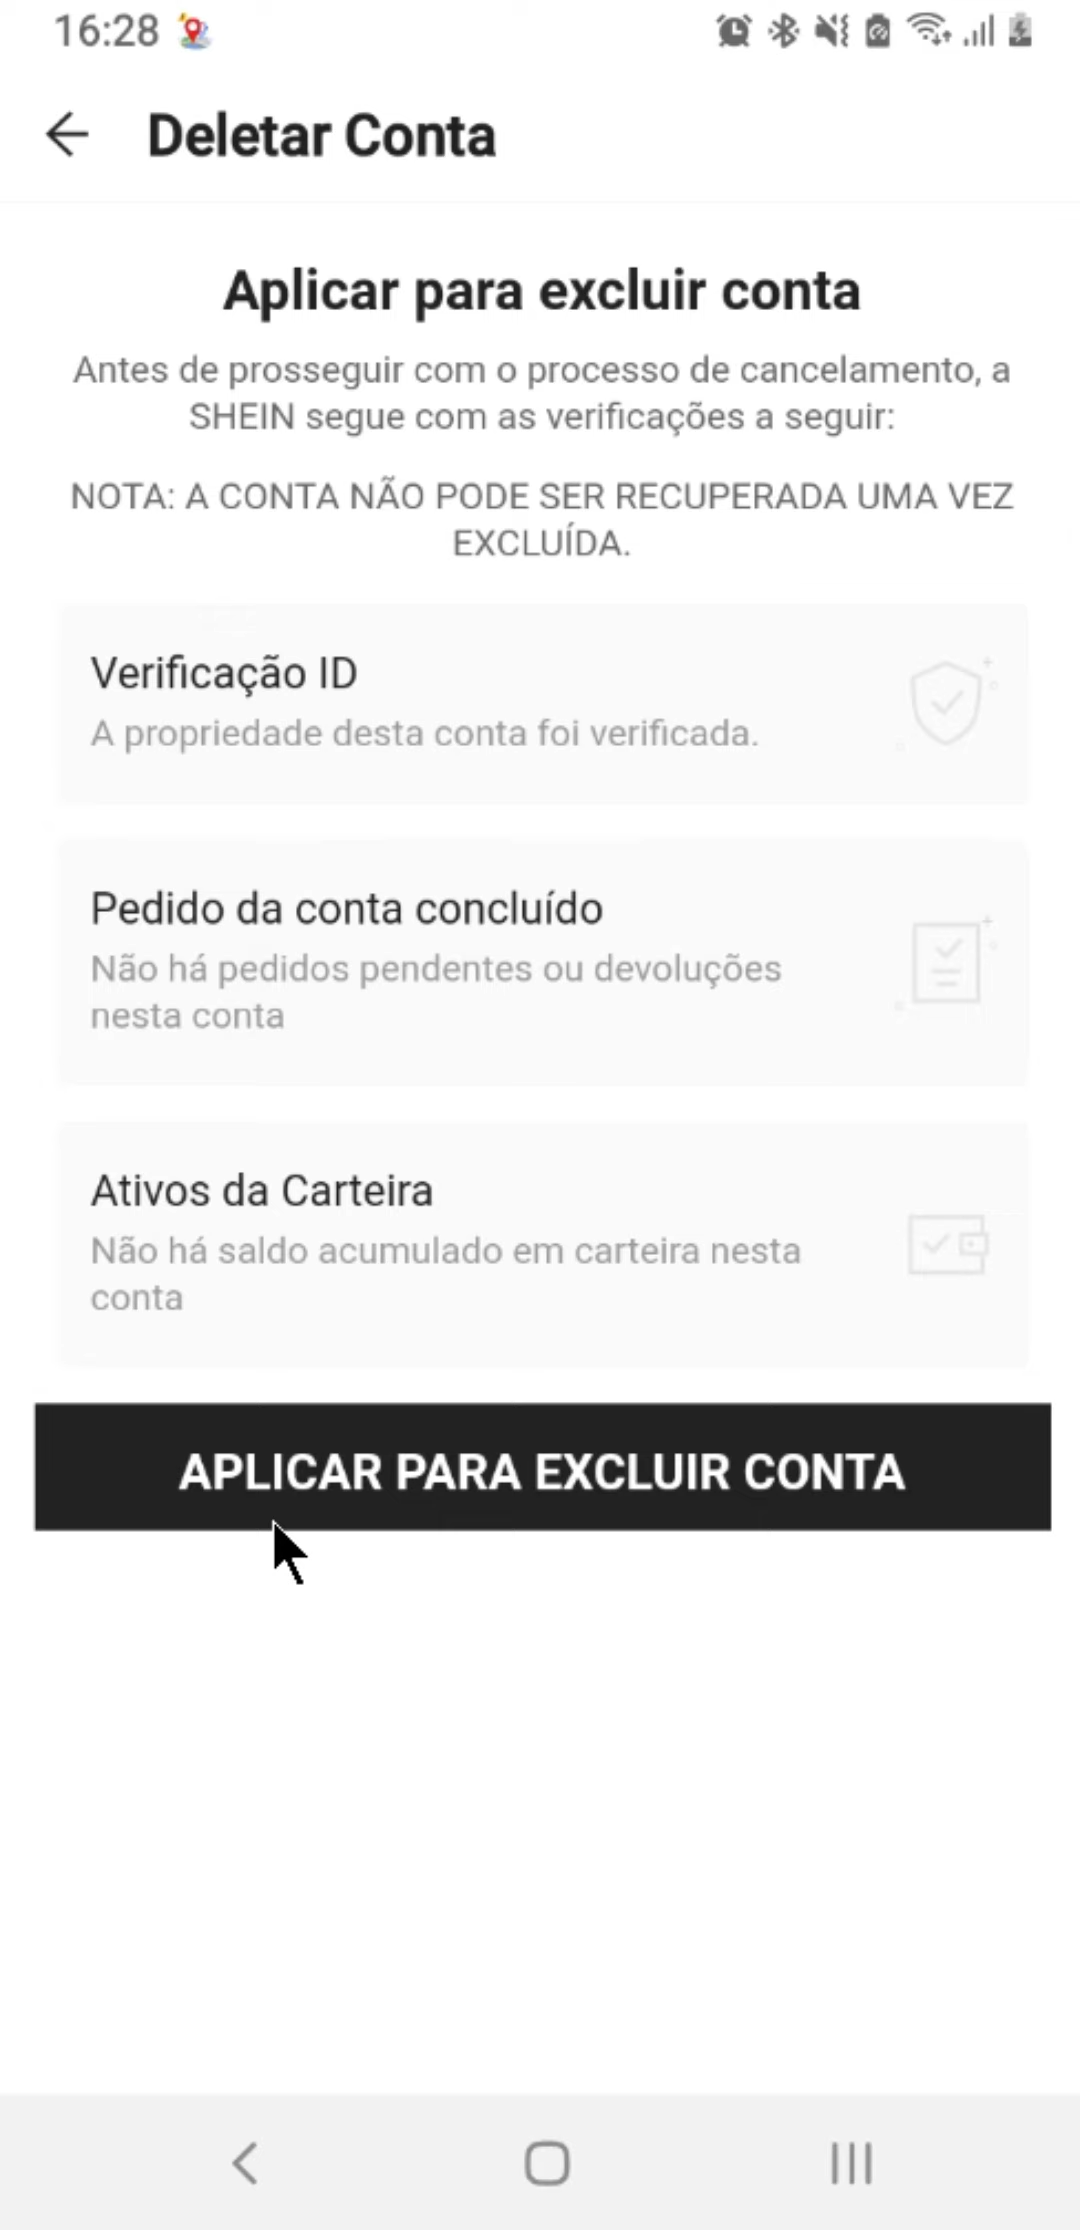 16:28
Deletar Conta
Aplicar para excluir conta
Antes de prosseguir com o processo de cancelamento, a
SHEIN segue com as verificações a seguir:
NOTA: A CONTA NÃO PODE SER RECUPERADA UMA VEZ
EXCLUÍDA.
Verificação ID
A propriedade desta conta foi verificada.
Pedido da conta concluído
Não há pedidos pendentes ou devoluções
nesta conta
Ativos da Carteira
Não há saldo acumulado em carteira nesta
conta
APLICAR PARA EXCLUIR CONTA